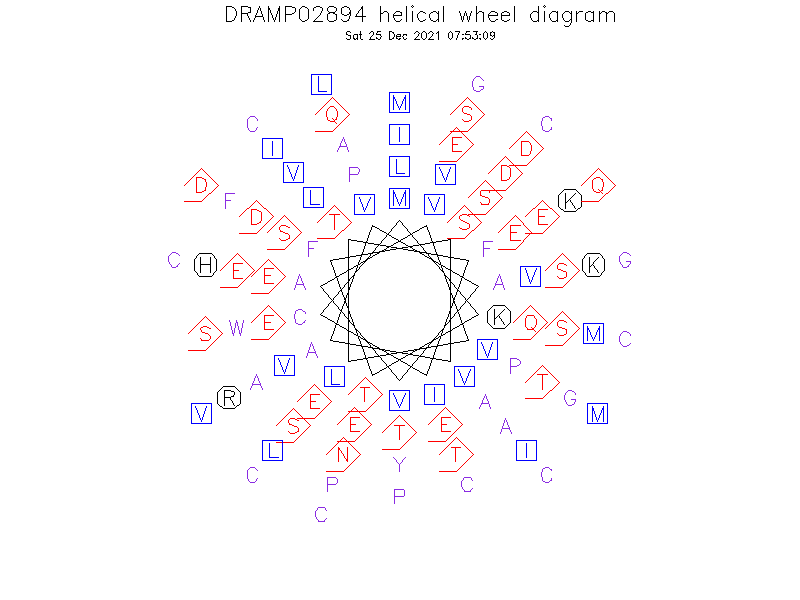 DRAMP02894 helical wheel diagram
Sat 25 Dec 2021 07:53:09
L G
M
Q S
C C
I
A E
I D
L
V P V D
D Q
L M S
F K
V V
D E
T S
S E
F F
C G
H K
E S
E V
A A
C K
E Q
W S
S M
C
A V
V P
L V
A T
T I
R G
E V A
V M
S E E A
T
L I
N T
Y
C C
P C
P
C